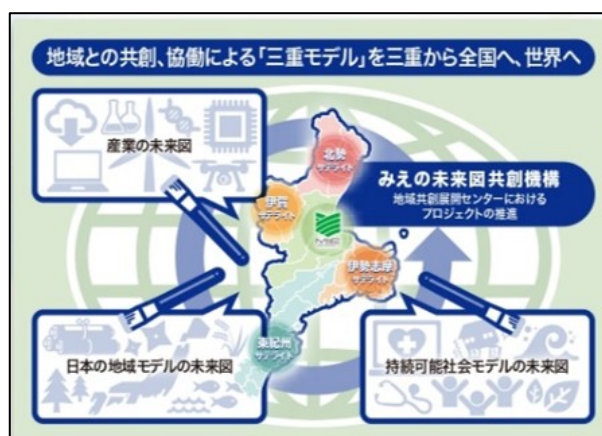 地域との共創、協働による「三重モデル」を三重から全国へ、世界へ
産業の未来図
北勢
サテライト
みえの未来図共創機構
地域共創展開センターにおける
プロジェクトの推進
伊賀
サテライト
伊勢志摩
サテライト
東紀州
サテライト
日本の地域モデルの未来図
持続可能社会モデルの未来図